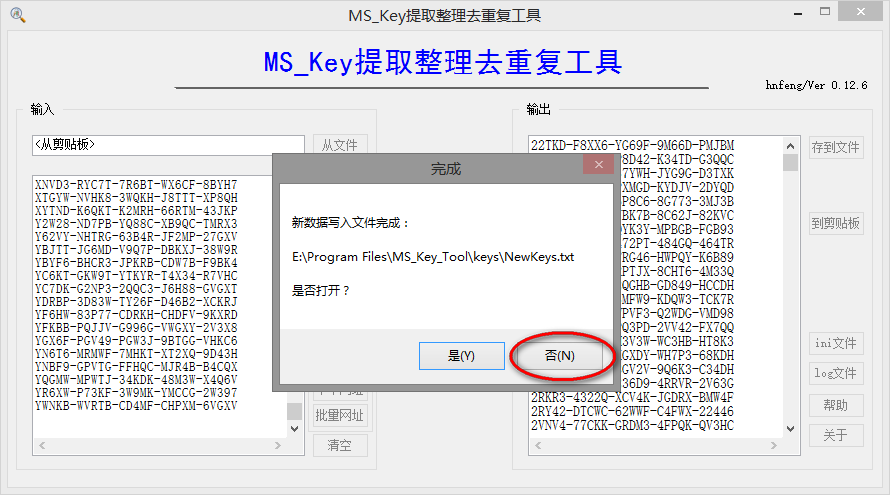 MS_Key提取整理去重复工具
MS_Key提取整理去重复工具
hnfeng/Ver 0.12.6
输入
<从剪贴板>
从文件
XNVD3-RYC7T-7R6BT-WX6CF-8BYH7
XTGYW-NVHK8-3WQKH-J8TTT-XP8QH
XYTND-K6QKT-K2MRH-66RTM-43JKP
Y2W28-ND7PB-YQ88C-XB9QC-TMRX3
Y62VY-NHTRG-63B4R-JF2MP-27GXV
YBJTT-JG6MD-V9Q7P-DBKXJ-38W9R
YBYF6-BHCR3-JPKRB-CDW7B-F9BK4
YC6KT-GKW9T-YTKYR-T4X34-R7VHC
YC7DK-G2NP3-2QQC3-J6H88-GVGXT
YDRBP-3D83W-TY26F-D46B2-XCKRJ
YF6HW-83P77-CDRKH-CHDFV-9KXRD
YFKBB-PQJJV-G996G-VWGXY-2V3X8
YGX6F-PGV49-PGW3J-9BTGG-VHKC6
YN6T6-MRMWF-7MHKT-XT2XQ-9D43H
YNBF9-GPVTG-FFHQC-MJR4B-B4CQX
YQGMW-MPWTJ-34KDK-48M3W-X4Q6V
YR6XW-P73KF-3W9MK-YMCCG-2W397
YWNKB-WVRTB-CD4MF-CHPXM-6VGXV
批量网址
清空
完成
新数据写入文件完成：
E:\Program Files\MS_Key_Tool\keys\NewKeys.txt
是否打开？
是(Y)
否(N)
输出
22TKD-F8XX6-YG69F-9M66D-PMJBM
8D42-K34TD-G3QQC
7YWH-JYG9G-D3TXK
XMGD-KYDJV-2DYQD
P8C6-8G773-3MJ3B
BK7B-8C62J-82KVC
YK3Y-MPBGB-FGB93
72PT-484GQ-464TR
RG46-HWPQY-K6B89
PTJX-8CHT6-4M33Q
QGHB-GD849-HCCDH
MFW9-KDQW3-TCK7R
PVF3-Q2WDG-VMD98
Q3PD-2VV42-FX7QQ
3V3W-WC3HB-HT8K3
GXDY-WH7P3-68KDH
GV2V-9Q6K3-C34DH
36D9-4RRVR-2V63G
2RKR3-4322Q-XCV4K-JGDRX-BMW4F
2RY42-DTCWC-62WWF-C4FWX-22446
2VNV4-77CKK-GRDM3-4FPQK-QV3HC
存到文件
到剪贴板
ini文件
log文件
帮助
关于